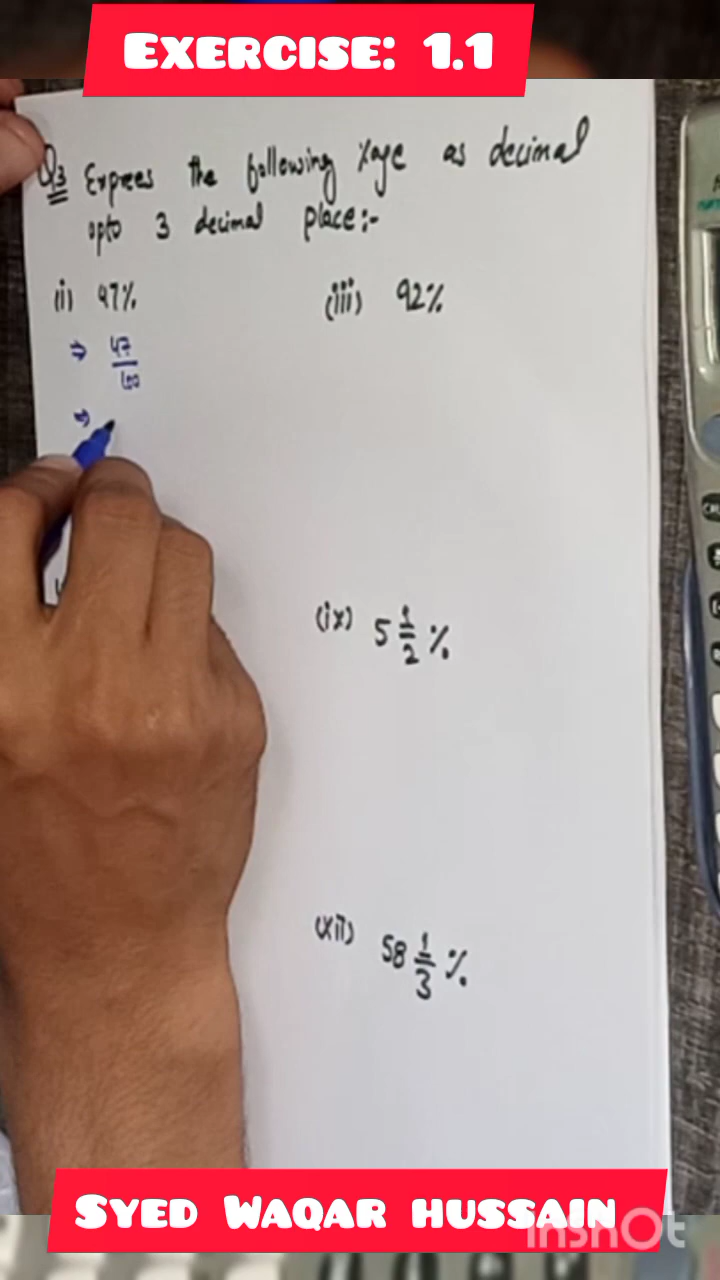 EXERCISE: 1.1
Q3 Exprees the following %age as decimal
upto 3 decimal place:-
(i) 47%
(iii) 92%
⇒ 47/100
⇒
(ix) 5 1/2 %
(xii) 58 1/3 %
SYED WAQAR HUSSAIN
InShOt